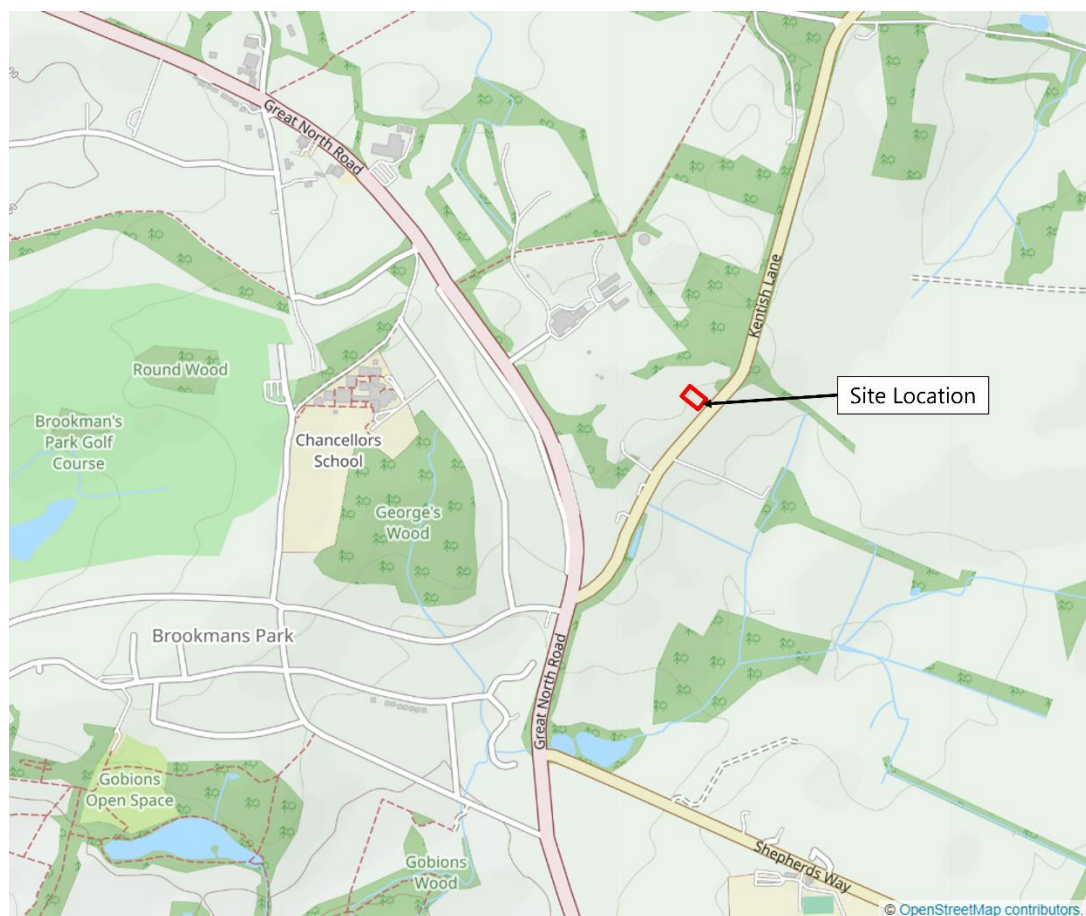 Great North Road
Kentish Lane
Round Wood
Site Location
Brookman's
Park Golf
Course
Chancellors
School
George's
Wood
Brookmans Park
Great North Road
Gobions
Open Space
Shepherds Way
Gobions
Wood
© OpenStreetMap contributors.